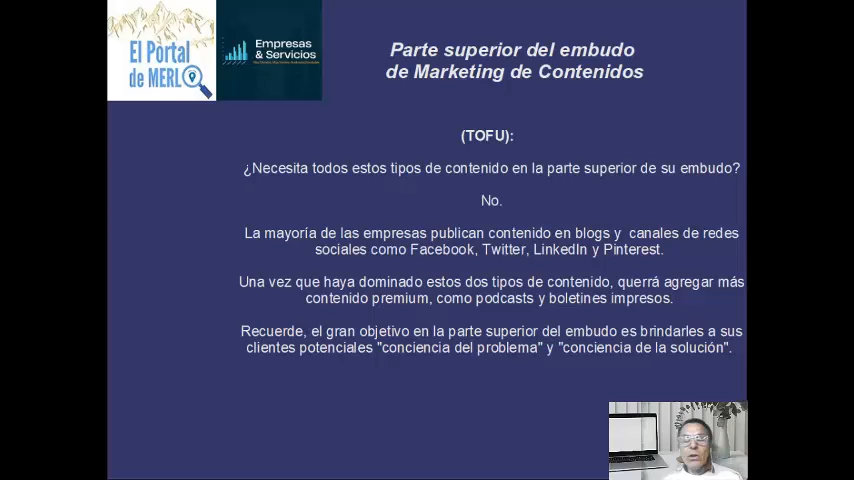 El Portal
de MERLO
Empresas
& Servicios
Parte superior del embudo
de Marketing de Contenidos
(TOFU):
¿Necesita todos estos tipos de contenido en la parte superior de su embudo?
No.
La mayoría de las empresas publican contenido en blogs y canales de redes
sociales como Facebook, Twitter, LinkedIn y Pinterest.
Una vez que haya dominado estos dos tipos de contenido, querrá agregar más
contenido premium, como podcasts y boletines impresos.
Recuerde, el gran objetivo en la parte superior del embudo es brindarles a sus
clientes potenciales "conciencia del problema" y "conciencia de la solución".